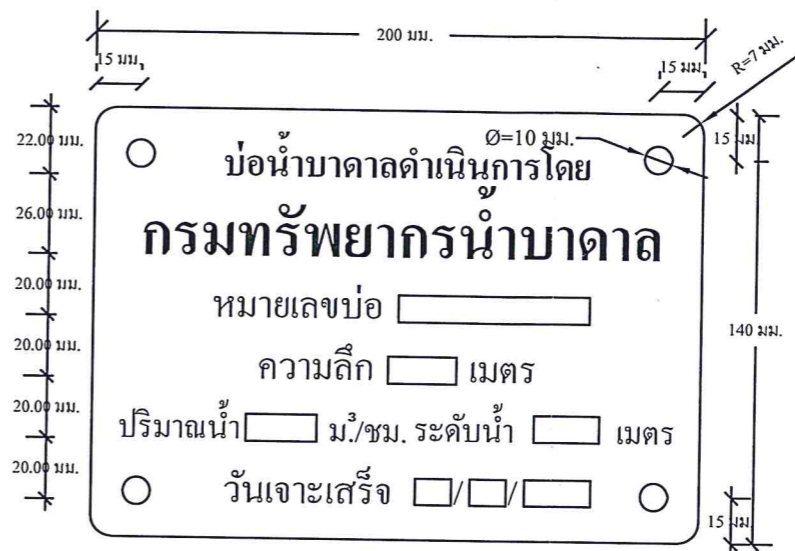 200 มม.
15 มม.
15 มม.
R=7 มม.
22.00 มม.
Ø=10 มม.
15 มม.
บ่อน้ำบาดาลดำเนินการโดย
26.00 มม.
กรมทรัพยากรน้ำบาดาล
20.00 มม.
หมายเลขบ่อ
20.00 มม.
140 มม.
ความลึก เมตร
20.00 มม.
ปริมาณน้ำ ม.³/ชม. ระดับน้ำ เมตร
20.00 มม.
วันเจาะเสร็จ / /
15 มม.